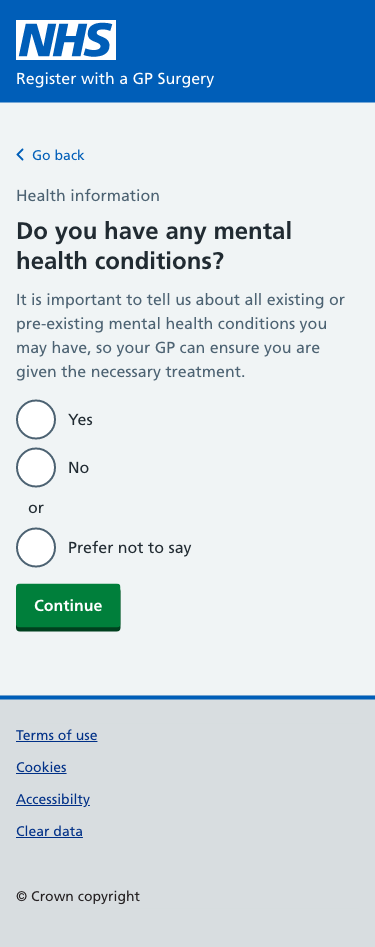 NHS
Register with a GP Surgery
Go back
Health information
Do you have any mental
health conditions?
It is important to tell us about all existing or
pre-existing mental health conditions you
may have, so your GP can ensure you are
given the necessary treatment.
Yes
No
or
Prefer not to say
Continue
Terms of use
Cookies
Accessibilty
Clear data
© Crown copyright